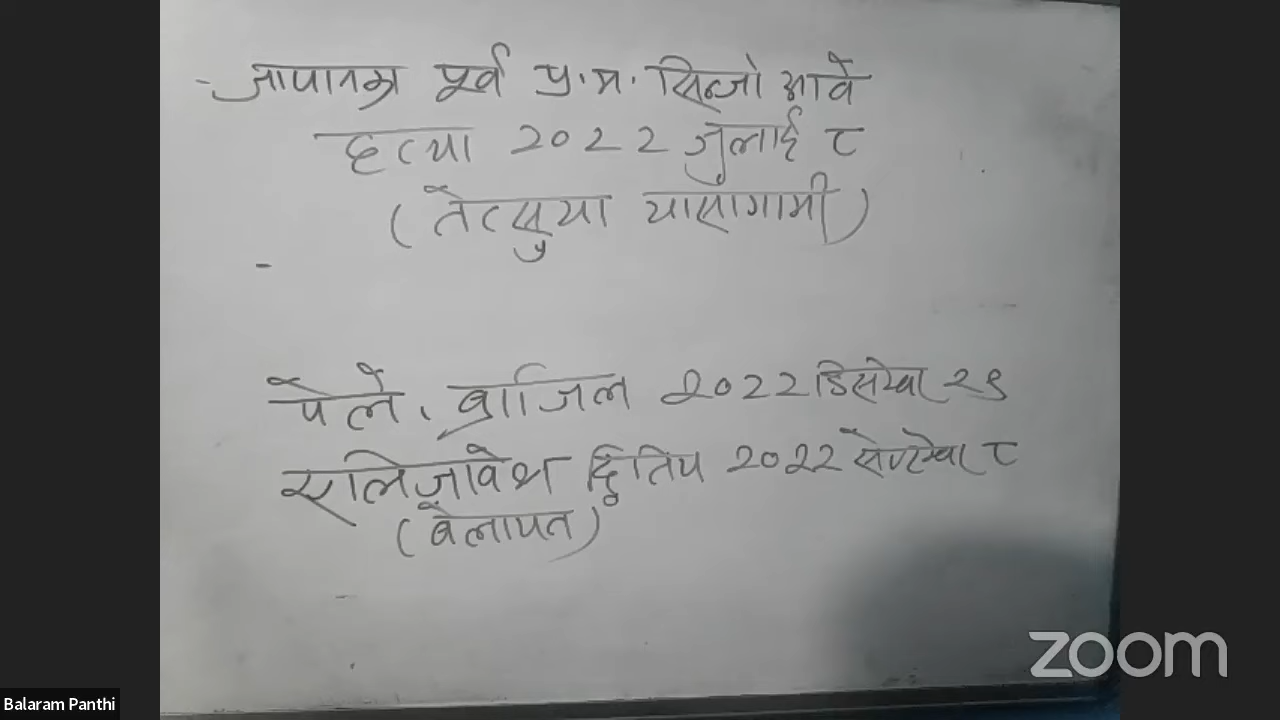 - जापानका पूर्व प्र.म. सिन्जो आवे
हत्या 2022 जुलाई ८
(तेत्सुया यासागामी)
-
पेले, ब्राजिल 2022 डिसेम्बर २९
एलिजावेथ द्वितिय 2022 सेप्टेम्बर ८
(बेलायत)
zoom
Balaram Panthi